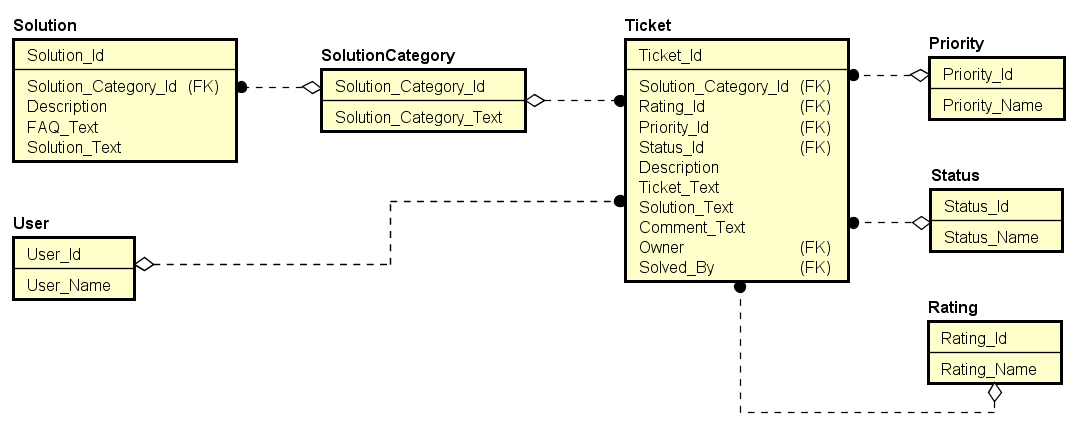 Solution
Solution_Id
Solution_Category_Id (FK)
Description
FAQ_Text
Solution_Text
SolutionCategory
Solution_Category_Id
Solution_Category_Text
User
User_Id
User_Name
Ticket
Ticket_Id
Solution_Category_Id (FK)
Rating_Id (FK)
Priority_Id (FK)
Status_Id (FK)
Description
Ticket_Text
Solution_Text
Comment_Text
Owner (FK)
Solved_By (FK)
Priority
Priority_Id
Priority_Name
Status
Status_Id
Status_Name
Rating
Rating_Id
Rating_Name